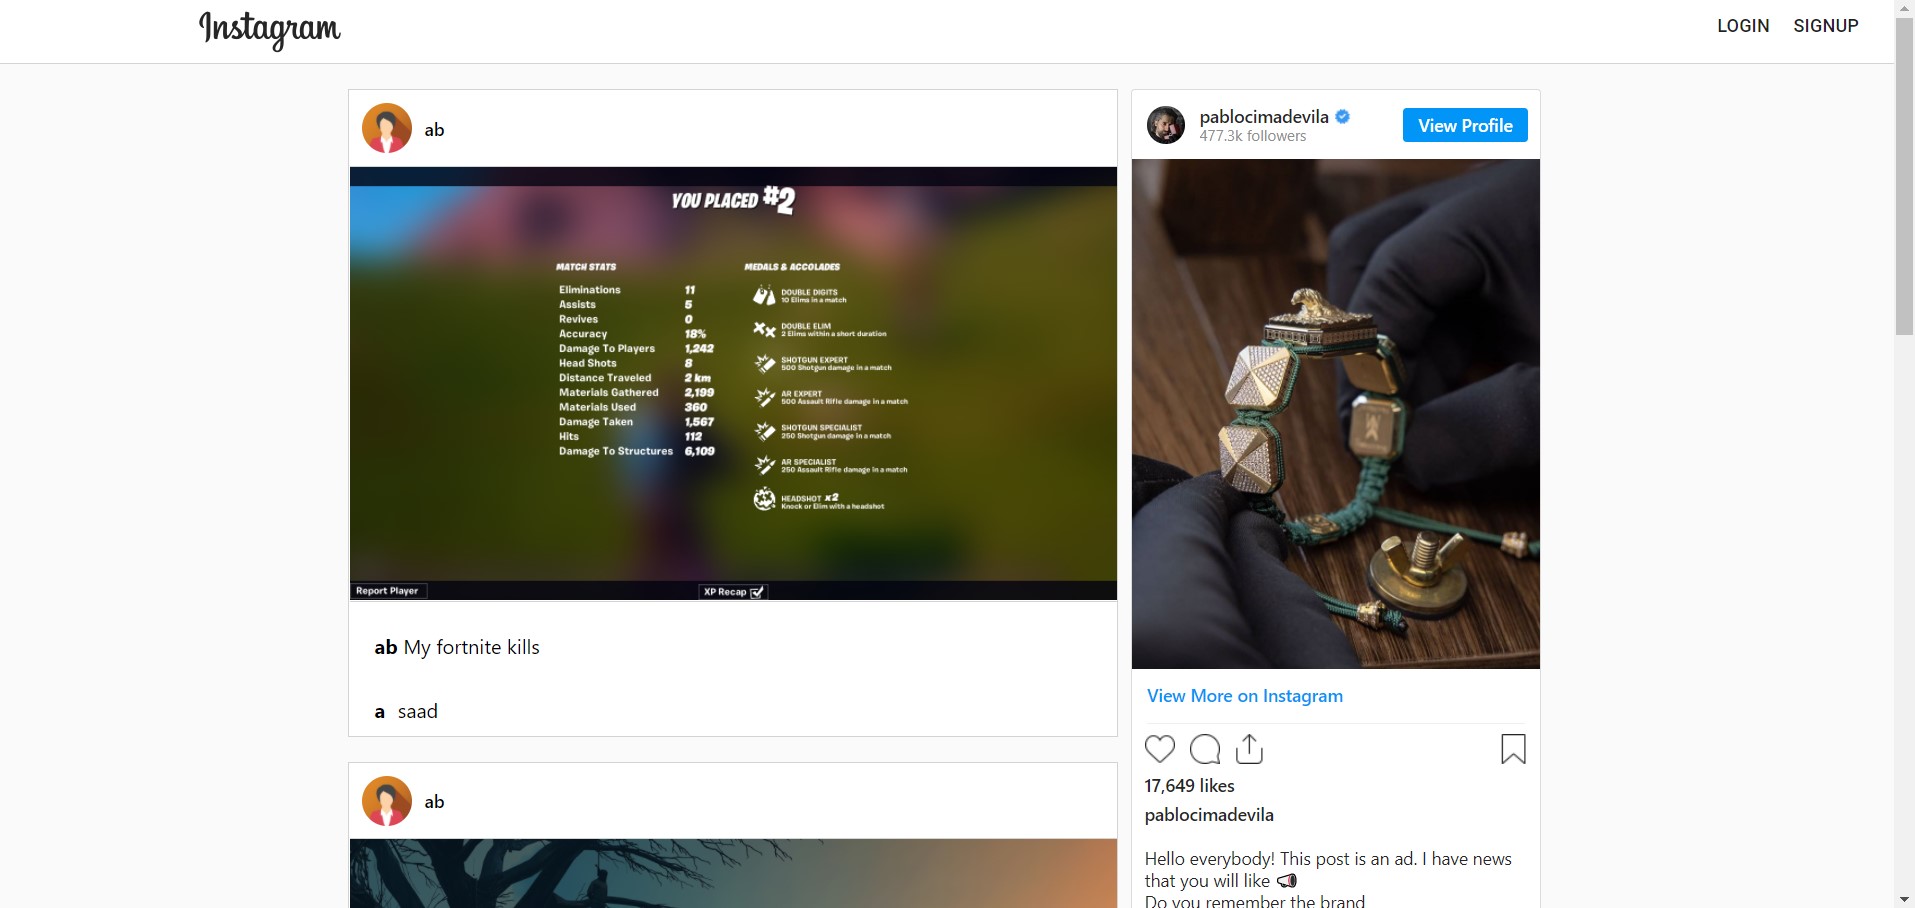 Instagram
LOGIN SIGNUP
ab
YOU PLACED #2
MATCH STATS
Eliminations 11
Assists 5
Revives 0
Accuracy 18%
Damage To Players 1,242
Head Shots 8
Distance Traveled 2 km
Materials Gathered 2,199
Materials Used 360
Damage Taken 1,567
Hits 112
Damage To Structures 6,109
MEDALS & ACCOLADES
DOUBLE DIGITS
10 Elims in a match
DOUBLE ELIM
2 Elims within a short duration
SHOTGUN EXPERT
500 Shotgun damage in a match
AR EXPERT
500 Assault Rifle damage in a match
SHOTGUN SPECIALIST
250 Shotgun damage in a match
AR SPECIALIST
250 Assault Rifle damage in a match
HEADSHOT x2
Knock or Elim with a headshot
Report Player
XP Recap
ab My fortnite kills
a saad
ab
pablocimadevila
477.3k followers
View Profile
View More on Instagram
17,649 likes
pablocimadevila
Hello everybody! This post is an ad. I have news
that you will like 📢
Do you remember the brand